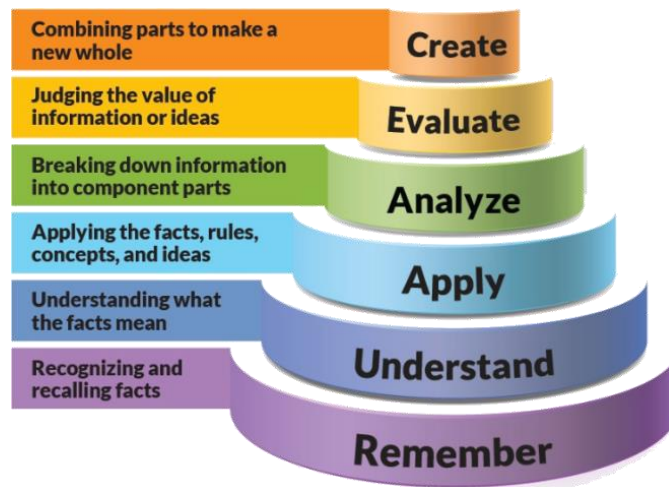 Combining parts to make a
new whole
Create
Judging the value of
information or ideas
Evaluate
Breaking down information
into component parts
Analyze
Applying the facts, rules,
concepts, and ideas
Apply
Understanding what
the facts mean
Understand
Recognizing and
recalling facts
Remember